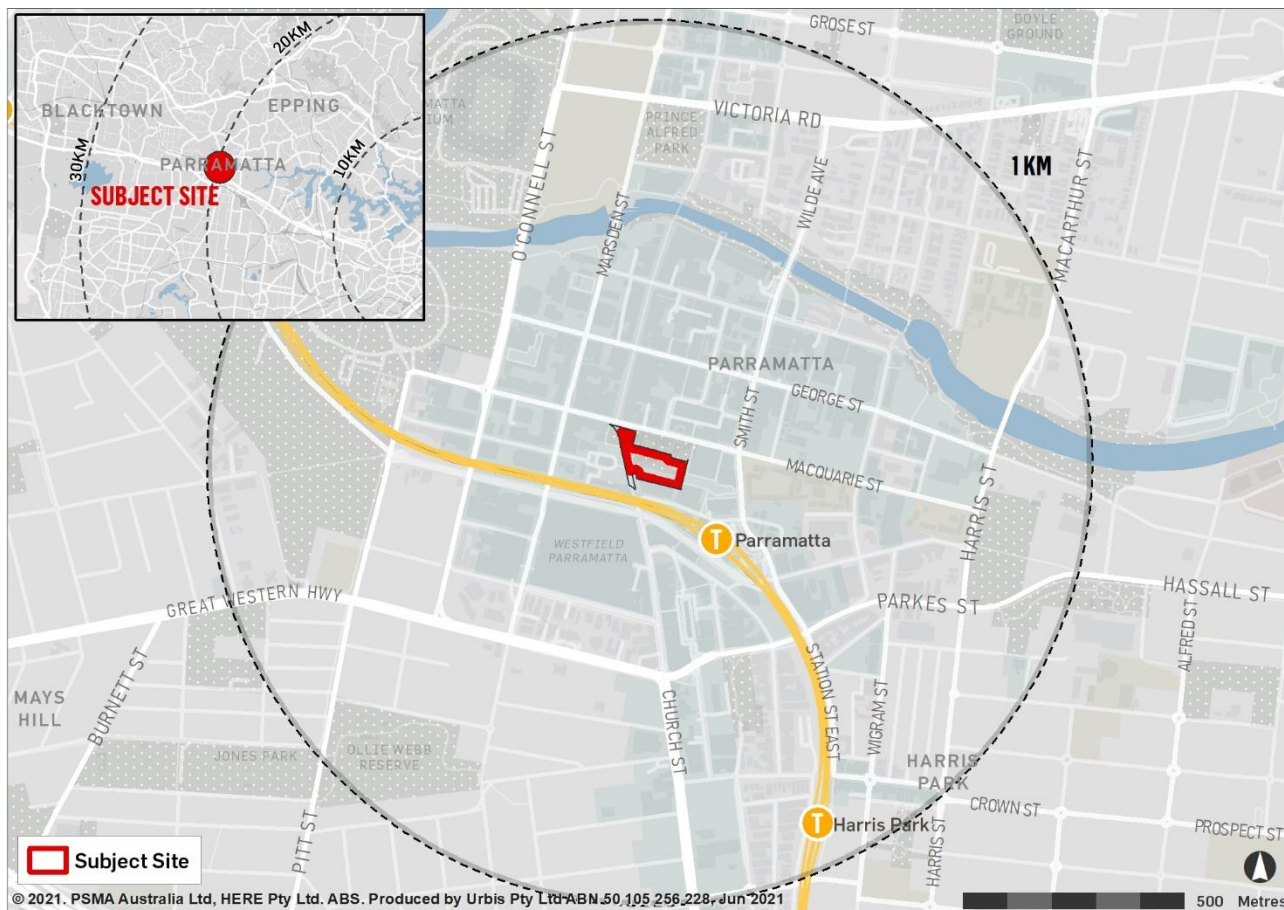 GROSE ST
DOYLE
GROUND
20KM
BLACKTOWN
EPPING
30KM
PARRAMATTA
10KM
SUBJECT SITE
VICTORIA RD
PRINCE
ALFRED
PARK
1 KM
O'CONNELL ST
MARSDEN ST
WILDE AVE
MACARTHUR ST
PARRAMATTA
GEORGE ST
SMITH ST
MACQUARIE ST
HARRIS ST
Parramatta
T
WESTFIELD
PARRAMATTA
GREAT WESTERN HWY
PARKES ST
HASSALL ST
ALFRED ST
STATION ST EAST
WIGRAM ST
MAYS
HILL
BURNETT ST
JONES PARK
OLLIE WEBB
RESERVE
CHURCH ST
PITT ST
HARRIS
PARK
CROWN ST
PROSPECT ST
T
Harris Park
HARRIS ST
Subject Site
© 2021. PSMA Australia Ltd, HERE Pty Ltd. ABS. Produced by Urbis Pty Ltd ABN 50 105 256 228, Jun 2021
500 Metres